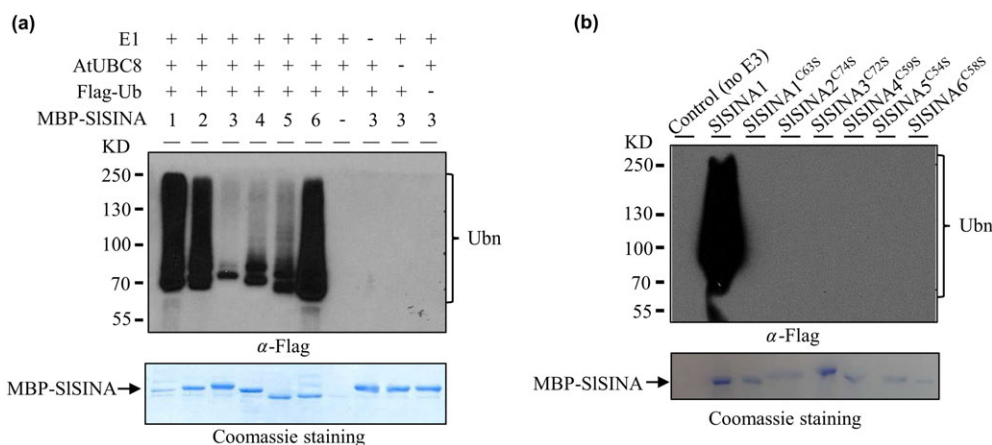 (a)
E1 + + + + + + + - + +
AtUBC8 + + + + + + + + - +
Flag-Ub + + + + + + + + + -
MBP-SlSINA 1 2 3 4 5 6 - 3 3 3
KD
250
130
100
70
55
Ubn
α-Flag
MBP-SlSINA
Coomassie staining
(b)
Control (no E3)
SlSINA1
SlSINA1C63S
SlSINA2C74S
SlSINA3C72S
SlSINA4C59S
SlSINA5C54S
SlSINA6C58S
KD
250
130
100
70
55
Ubn
α-Flag
MBP-SlSINA
Coomassie staining